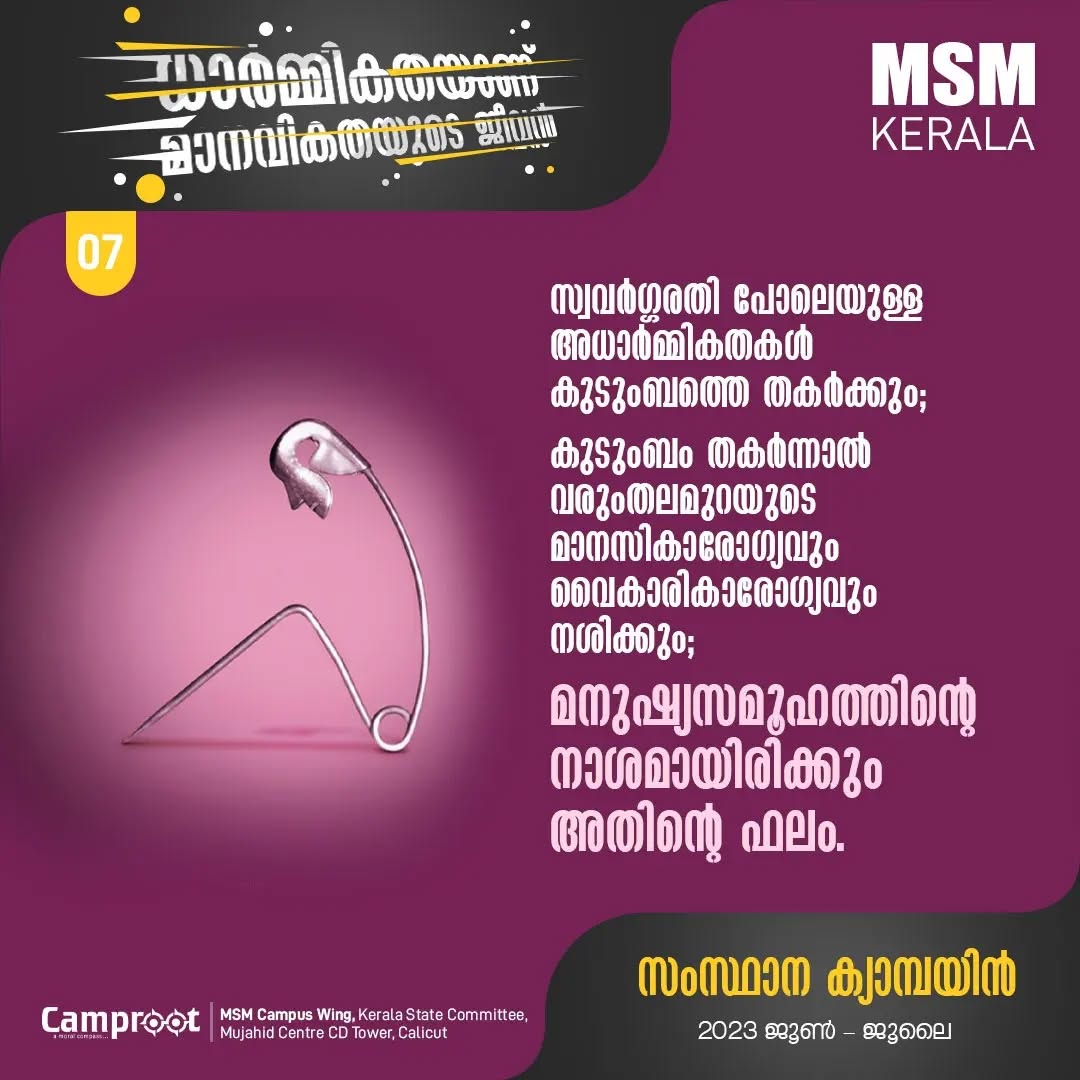 ധാർമ്മികതയാണ്
മാനവികതയുടെ ജീവൻ
MSM
KERALA
07
സ്വവർഗ്ഗരതി പോലെയുള്ള
അധാർമ്മികതകൾ
കുടുംബത്തെ തകർക്കും;
കുടുംബം തകർന്നാൽ
വരുംതലമുറയുടെ
മാനസികാരോഗ്യവും
വൈകാരികാരോഗ്യവും
നശിക്കും;
മനുഷ്യസമൂഹത്തിന്റെ
നാശമായിരിക്കും
അതിന്റെ ഫലം.
സംസ്ഥാന ക്യാമ്പയിൻ
2023 ജൂൺ – ജൂലൈ
Camproot
a moral compass...
MSM Campus Wing, Kerala State Committee,
Mujahid Centre CD Tower, Calicut